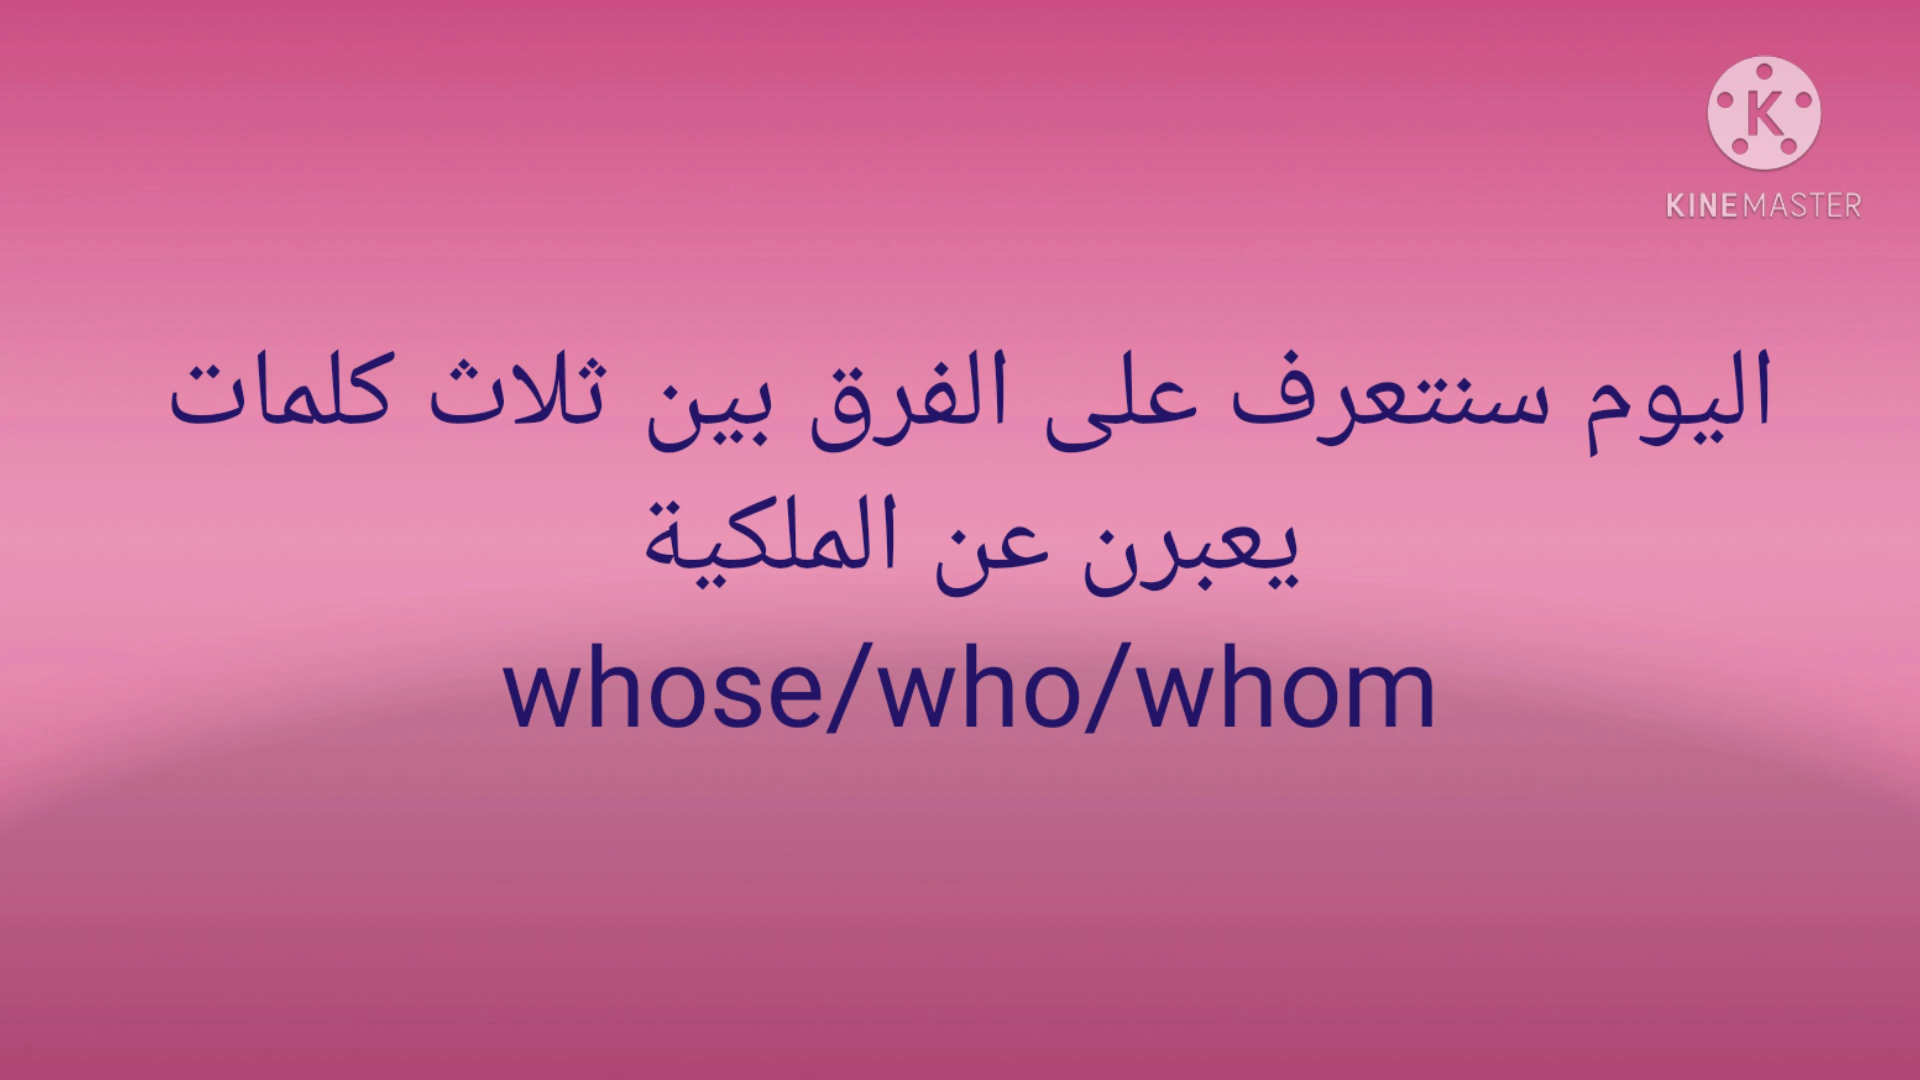 KINEMASTER
اليوم سنتعرف على الفرق بين ثلاث كلمات
يعبرن عن الملكية
whose/who/whom